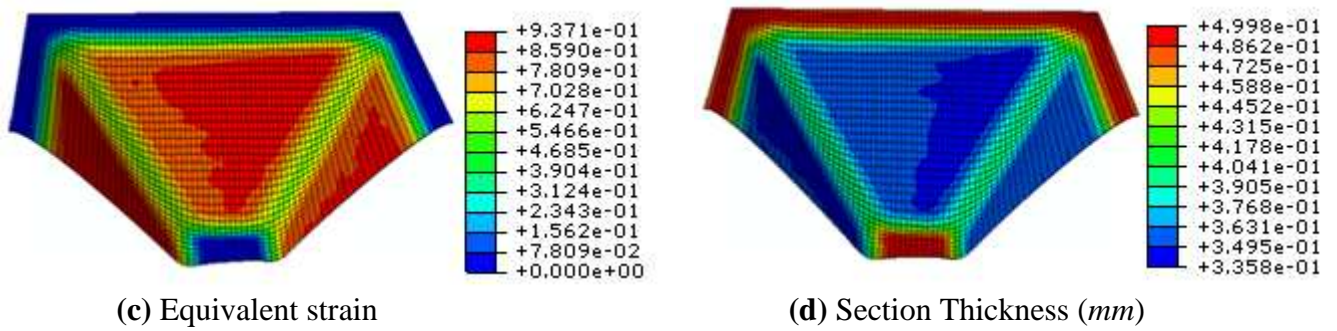 +9.371e-01
+8.590e-01
+7.809e-01
+7.028e-01
+6.247e-01
+5.466e-01
+4.685e-01
+3.904e-01
+3.124e-01
+2.343e-01
+1.562e-01
+7.809e-02
+0.000e+00
(c) Equivalent strain
+4.998e-01
+4.862e-01
+4.725e-01
+4.588e-01
+4.452e-01
+4.315e-01
+4.178e-01
+4.041e-01
+3.905e-01
+3.768e-01
+3.631e-01
+3.495e-01
+3.358e-01
(d) Section Thickness (mm)